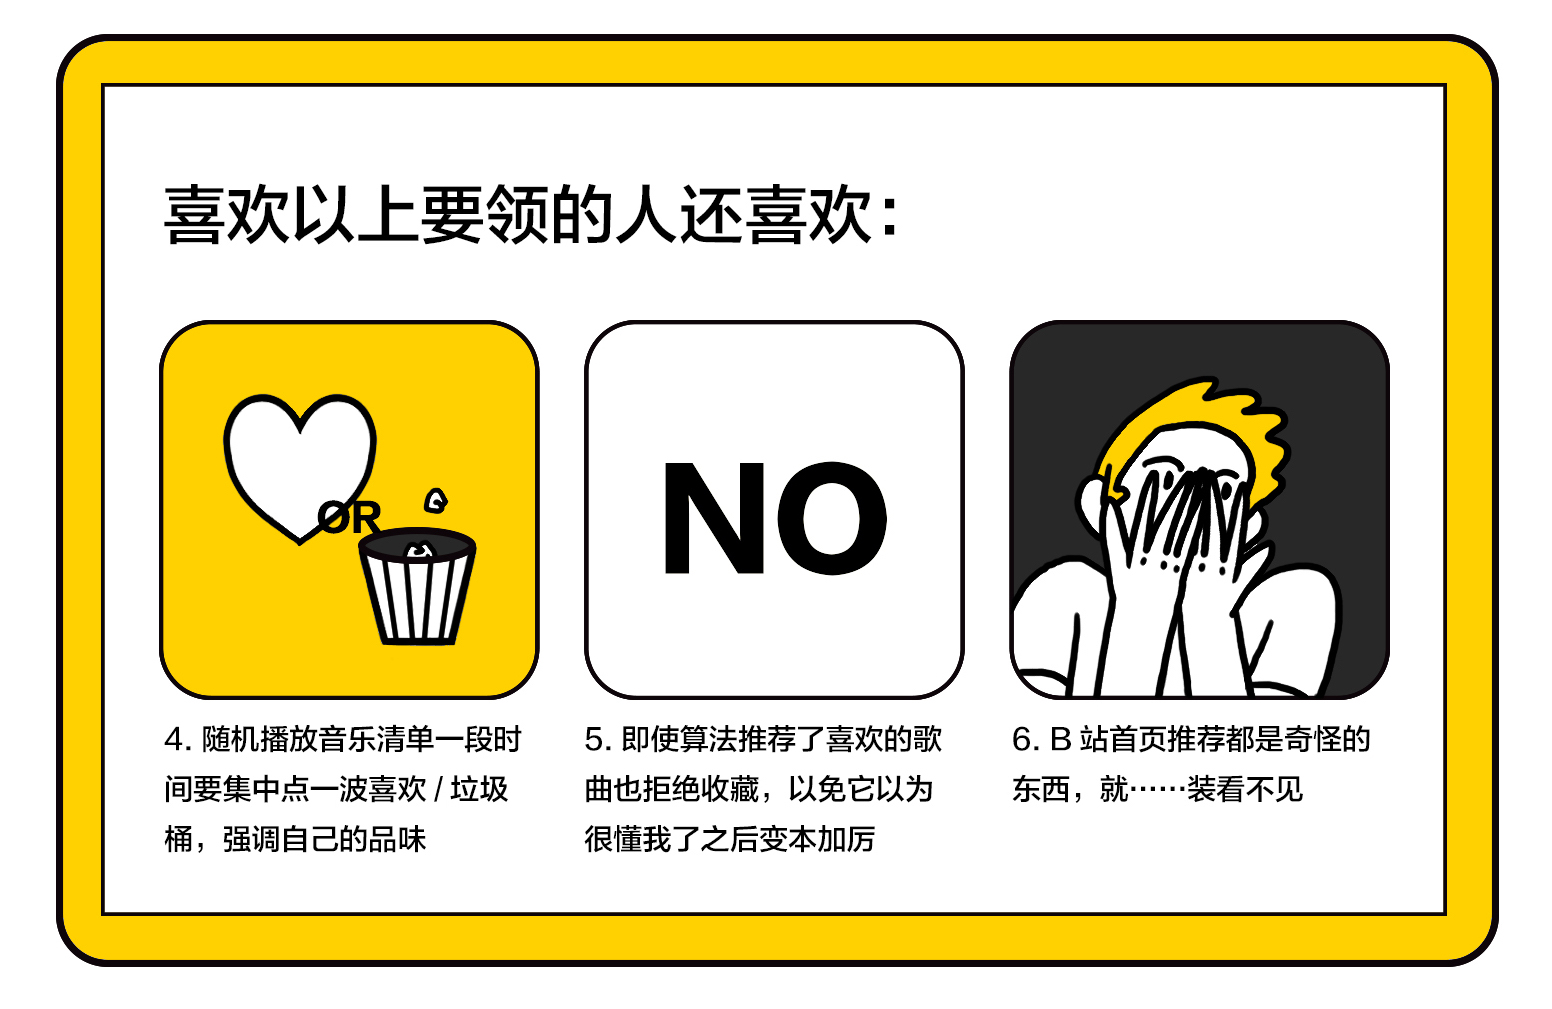 喜欢以上要领的人还喜欢：
OR
NO
4. 随机播放音乐清单一段时
间要集中点一波喜欢 / 垃圾
桶，强调自己的品味
5. 即使算法推荐了喜欢的歌
曲也拒绝收藏，以免它以为
很懂我了之后变本加厉
6. B 站首页推荐都是奇怪的
东西，就……装看不见